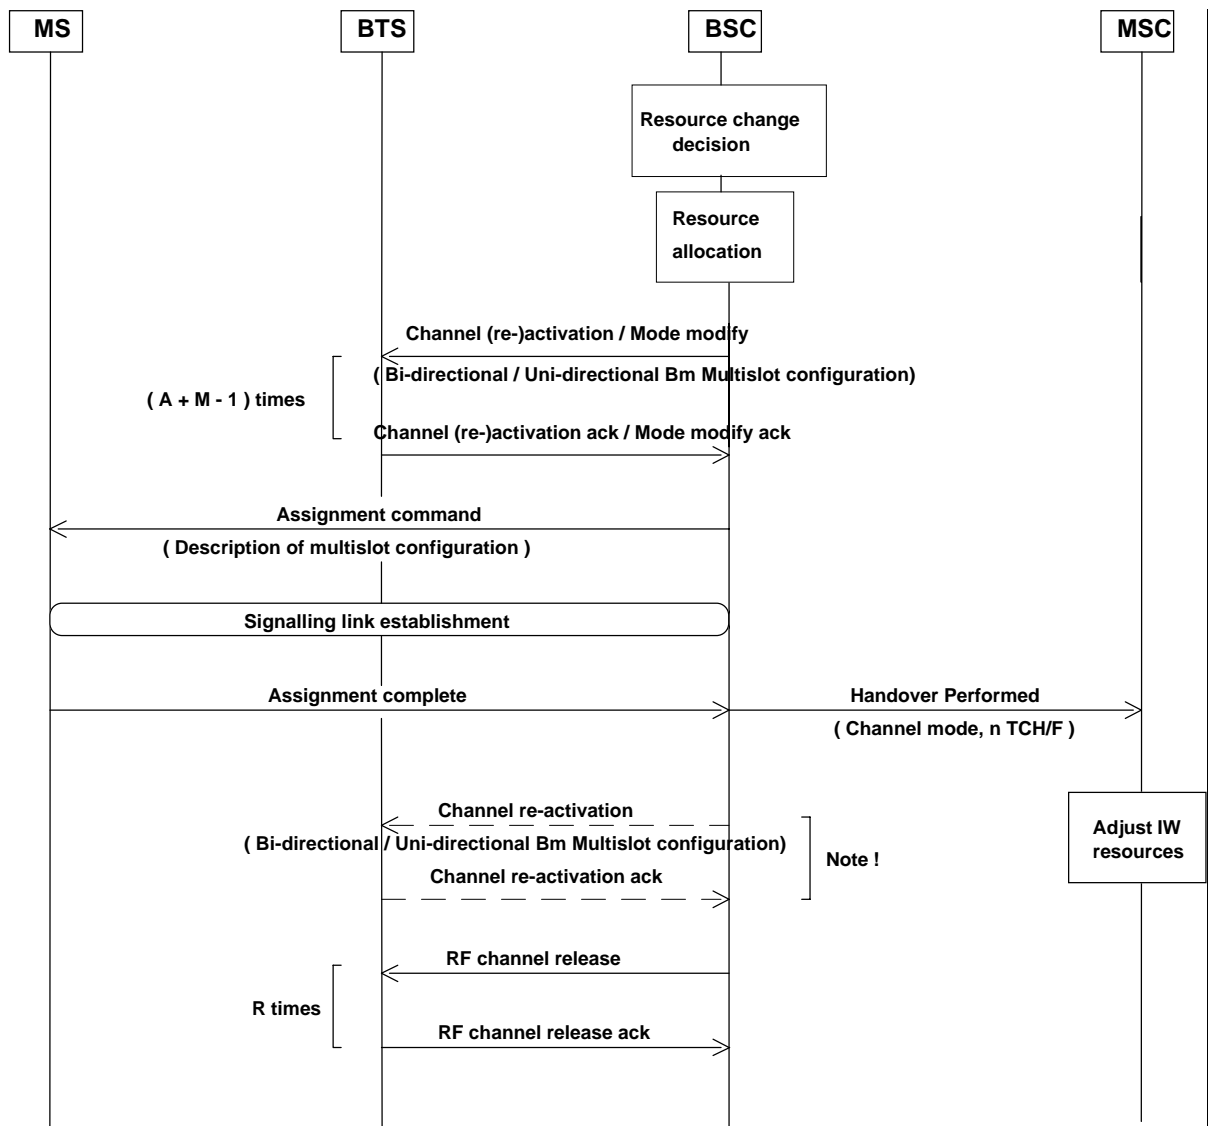 MS
BTS
BSC
MSC
Resource change
decision
Resource
allocation
Channel (re-)activation / Mode modify
( Bi-directional / Uni-directional Bm Multislot configuration)
( A + M - 1 ) times
Channel (re-)activation ack / Mode modify ack
Assignment command
( Description of multislot configuration )
Signalling link establishment
Assignment complete
Handover Performed
( Channel mode, n TCH/F )
Channel re-activation
( Bi-directional / Uni-directional Bm Multislot configuration)
Note !
Channel re-activation ack
Adjust IW
resources
RF channel release
R times
RF channel release ack